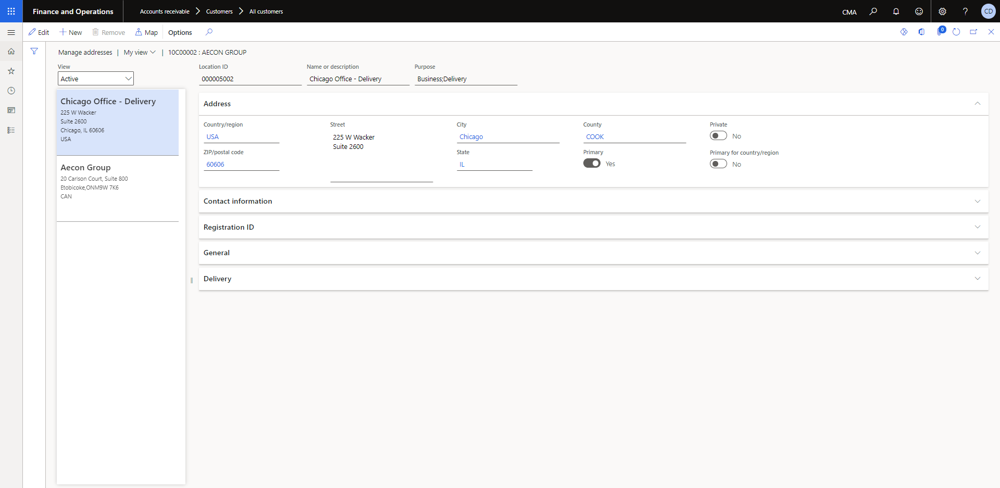 Finance and Operations
Accounts receivable
Customers
All customers
CMA
?
CD
Edit
New
Remove
Map
Options
0
Manage addresses | My view | 10C00002 : AECON GROUP
View
Active
Location ID
000005002
Name or description
Chicago Office - Delivery
Purpose
Business;Delivery
Chicago Office - Delivery
225 W Wacker
Suite 2600
Chicago, IL 60606
USA
Aecon Group
20 Carlson Court, Suite 800
Etobicoke,ONM9W 7K6
CAN
Address
Country/region
USA
ZIP/postal code
60606
Street
225 W Wacker
Suite 2600
City
Chicago
State
IL
County
COOK
Primary
Yes
Private
No
Primary for country/region
No
Contact information
Registration ID
General
Delivery